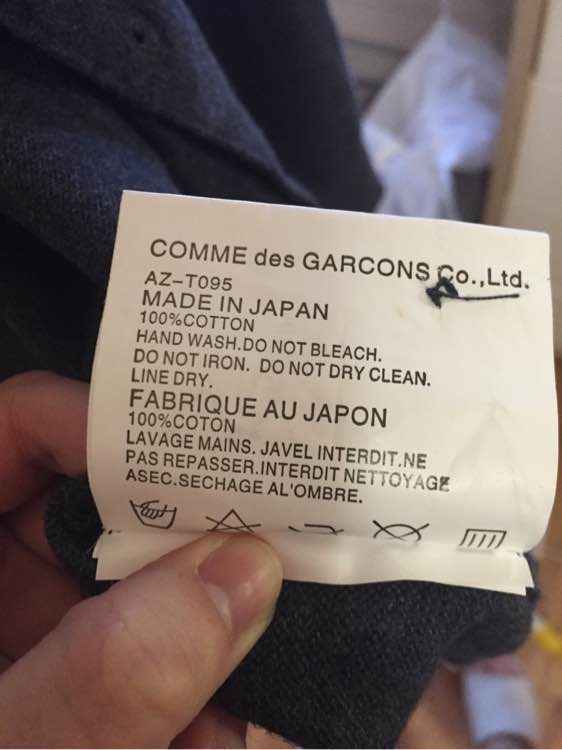 COMME des GARCONS Co.,Ltd.
AZ-T095
MADE IN JAPAN
100%COTTON
HAND WASH.DO NOT BLEACH.
DO NOT IRON. DO NOT DRY CLEAN.
LINE DRY.
FABRIQUE AU JAPON
100%COTON
LAVAGE MAINS. JAVEL INTERDIT.NE
PAS REPASSER.INTERDIT NETTOYAGE
ASEC.SECHAGE AL'OMBRE.